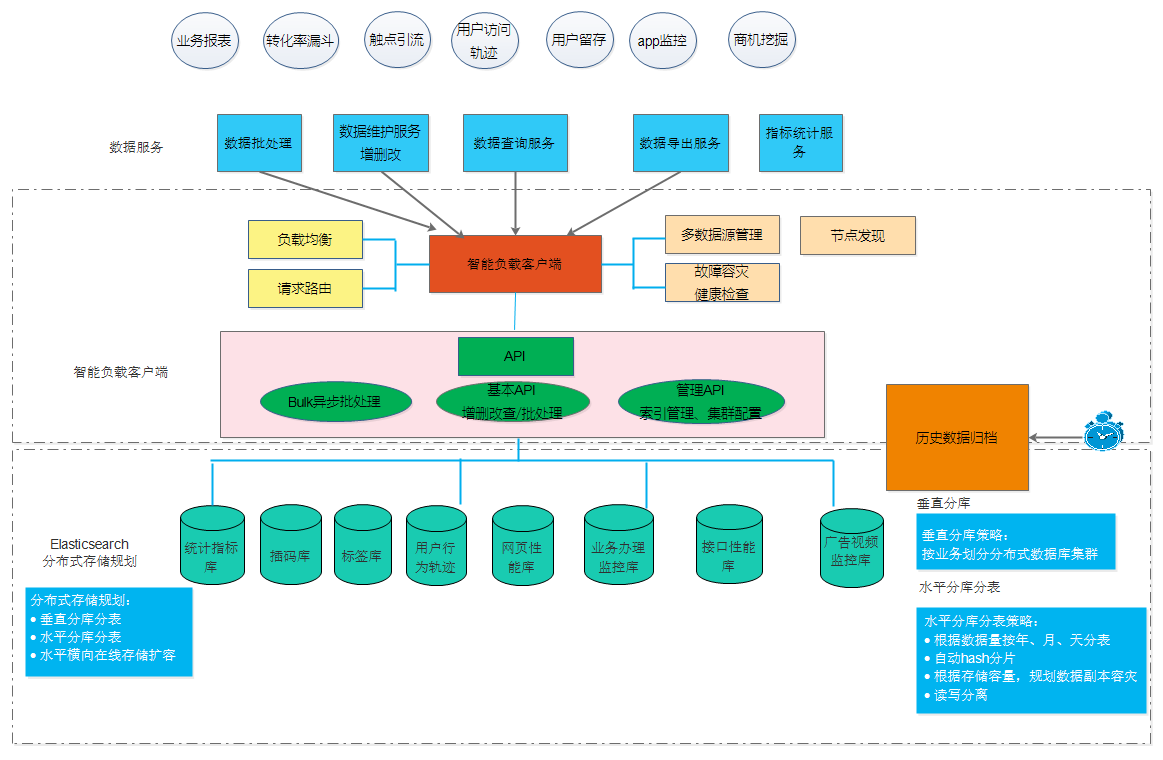 业务报表
转化率漏斗
触点引流
用户访问
轨迹
用户留存
app监控
商机挖掘
数据服务
数据批处理
数据维护服务
增删改
数据查询服务
数据导出服务
指标统计服
务
负载均衡
请求路由
智能负载客户端
多数据源管理
故障容灾
健康检查
节点发现
智能负载客户端
API
Bulk异步批处理
基本API
增删改查/批处理
管理API
索引管理、集群配置
历史数据归档
Elasticsearch
分布式存储规划
统计指标
库
插码库
标签库
用户行
为轨迹
网页性
能库
业务办理
监控库
接口性能
库
广告视频
监控库
垂直分库
垂直分库策略：
按业务划分分布式数据库集群
水平分库分表
水平分库分表策略：
• 根据数据量按年、月、天分表
• 自动hash分片
• 根据存储容量，规划数据副本容灾
• 读写分离
分布式存储规划：
• 垂直分库分表
• 水平分库分表
• 水平横向在线存储扩容